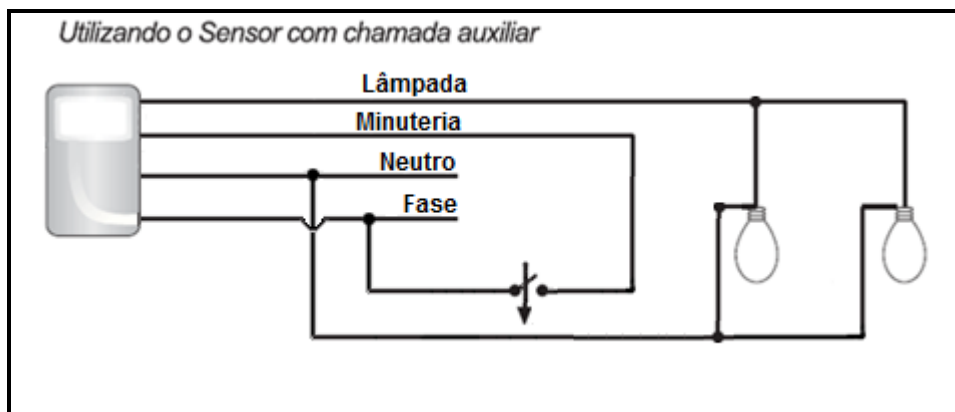 Utilizando o Sensor com chamada auxiliar
Lâmpada
Minuteria
Neutro
Fase